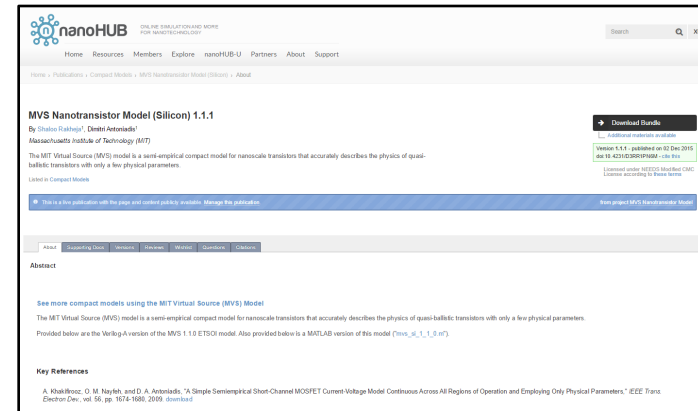 nanoHUB ONLINE SIMULATION AND MORE
FOR NANOTECHNOLOGY
Search X
Home Resources Members Explore nanoHUB-U Partners About Support
Home › Publications › Compact Models › MVS Nanotransistor Model (Silicon) › About
MVS Nanotransistor Model (Silicon) 1.1.1
By Shaloo Rakheja¹, Dimitri Antoniadis¹
Massachusetts Institute of Technology (MIT)
The MIT Virtual Source (MVS) model is a semi-empirical compact model for nanoscale transistors that accurately describes the physics of quasi-
ballistic transistors with only a few physical parameters.
Listed in Compact Models
Download Bundle
Additional materials available
Version 1.1.1 - published on 02 Dec 2015
doi:10.4231/D3RR1PN6M - cite this
Licensed under NEEDS Modified CMC
License according to these terms
This is a live publication with the page and content publicly available. Manage this publication from project MVS Nanotransistor Model
About Supporting Docs Versions Reviews Wishlist Questions Citations
Abstract
See more compact models using the MIT Virtual Source (MVS) Model
The MIT Virtual Source (MVS) model is a semi-empirical compact model for nanoscale transistors that accurately describes the physics of quasi-ballistic transistors with only a few physical parameters.
Provided below are the Verilog-A version of the MVS 1.1.0 ETSOI model. Also provided below is a MATLAB version of this model ("mvs_si_1_1_0.m").
Key References
A. Khakifirooz, O. M. Nayfeh, and D. A. Antoniadis, "A Simple Semiempirical Short-Channel MOSFET Current-Voltage Model Continuous Across All Regions of Operation and Employing Only Physical Parameters," IEEE Trans.
Electron Dev., vol. 56, pp. 1674-1680, 2009. download